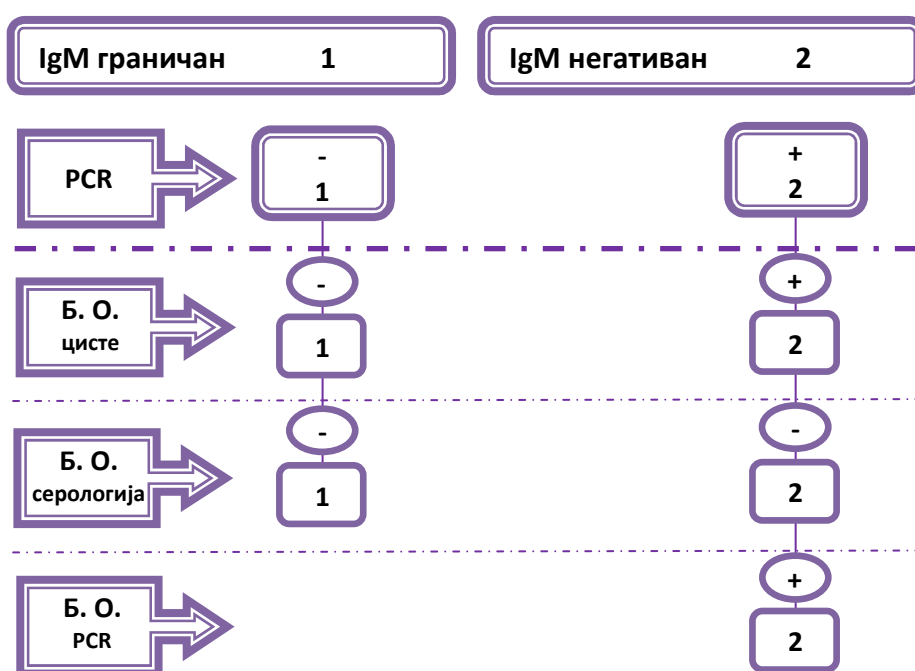 IgM граничан 1
IgM негативан 2
PCR
-
1
+
2
Б. О.
цисте
-
1
+
2
Б. О.
серологија
-
1
-
2
Б. О.
PCR
+
2